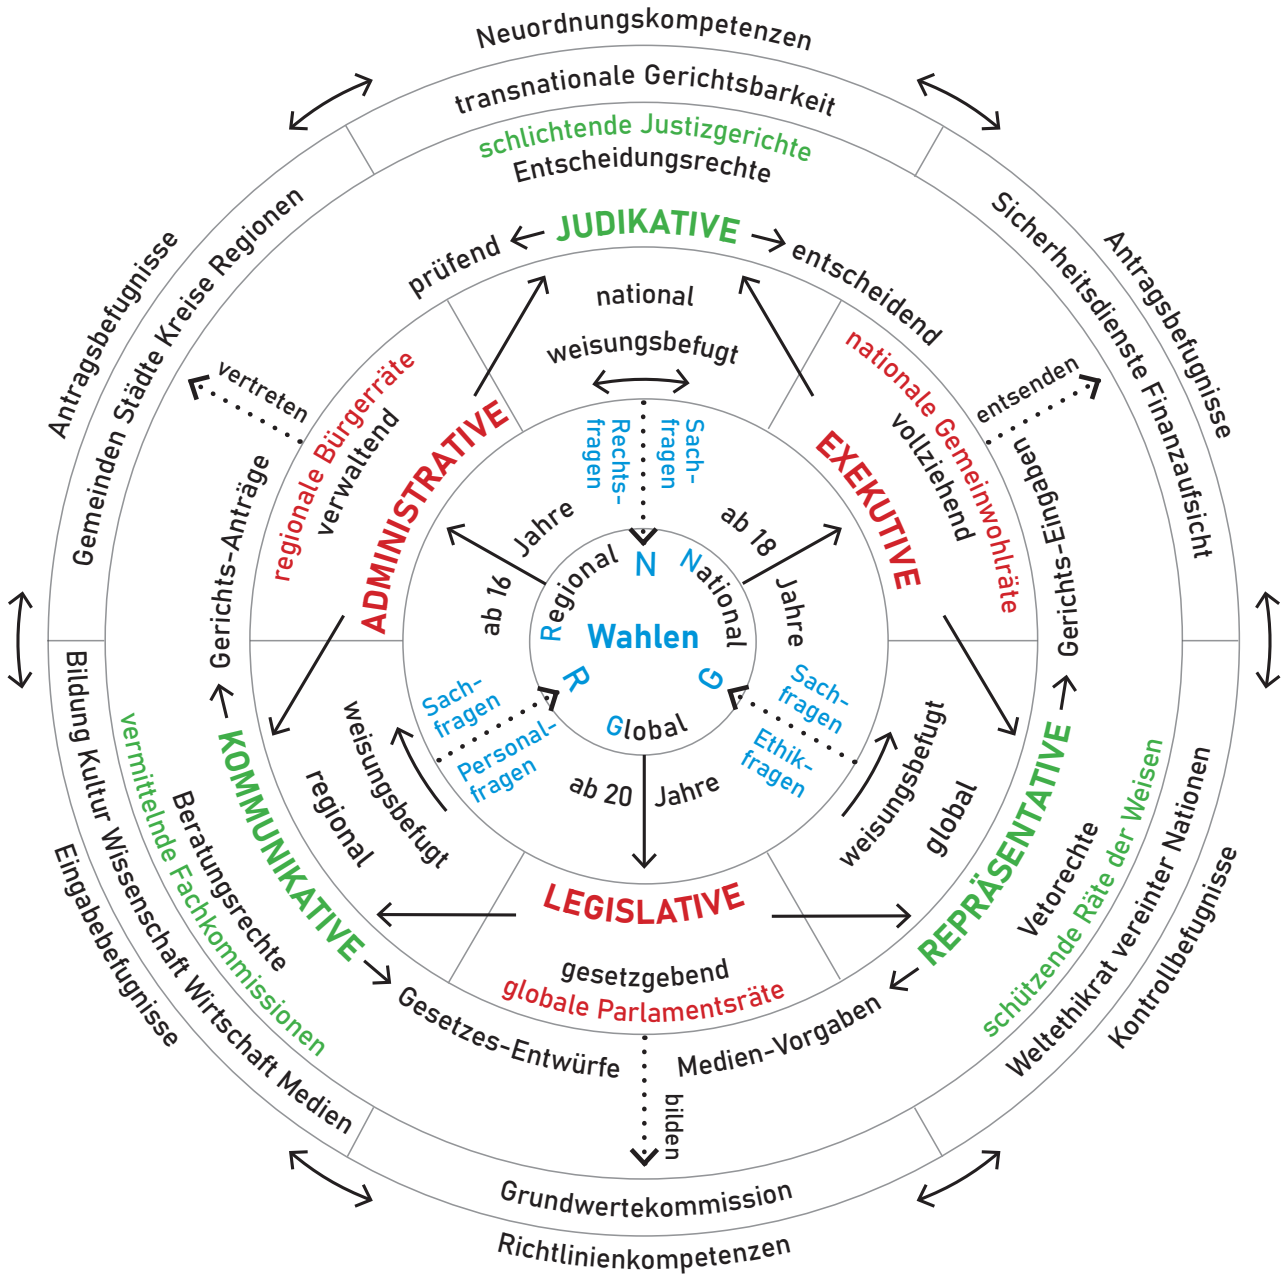 Neuordnungskompetenzen
transnationale Gerichtsbarkeit
schlichtende Justizgerichte
Entscheidungsrechte
JUDIKATIVE
prüfend
entscheidend
national
weisungsbefugt
Antragsbefugnisse
Gemeinden Städte Kreise Regionen
vertreten
regionale Bürgerräte
verwaltend
ADMINISTRATIVE
Gerichts-Anträge
Antragsbefugnisse
Sicherheitsdienste Finanzaufsicht
entsenden
nationale Gemeinwohlräte
vollziehend
EXEKUTIVE
Gerichts-Eingaben
Rechts-
fragen
Sach-
fragen
ab 16 Jahre
ab 18 Jahre
Regional
N
National
Wahlen
R
G
Global
Sach-
fragen
Personal-
fragen
Sach-
fragen
Ethik-
fragen
ab 20 Jahre
weisungsbefugt
regional
KOMMUNIKATIVE
Beratungsrechte
vermittelnde Fachkommissionen
Bildung Kultur Wissenschaft Wirtschaft Medien
Eingabebefugnisse
weisungsbefugt
global
REPRÄSENTATIVE
Vetorechte
schützende Räte der Weisen
Weltethikrat vereinter Nationen
Kontrollbefugnisse
LEGISLATIVE
gesetzgebend
globale Parlamentsräte
Gesetzes-Entwürfe
Medien-Vorgaben
bilden
Grundwertekommission
Richtlinienkompetenzen